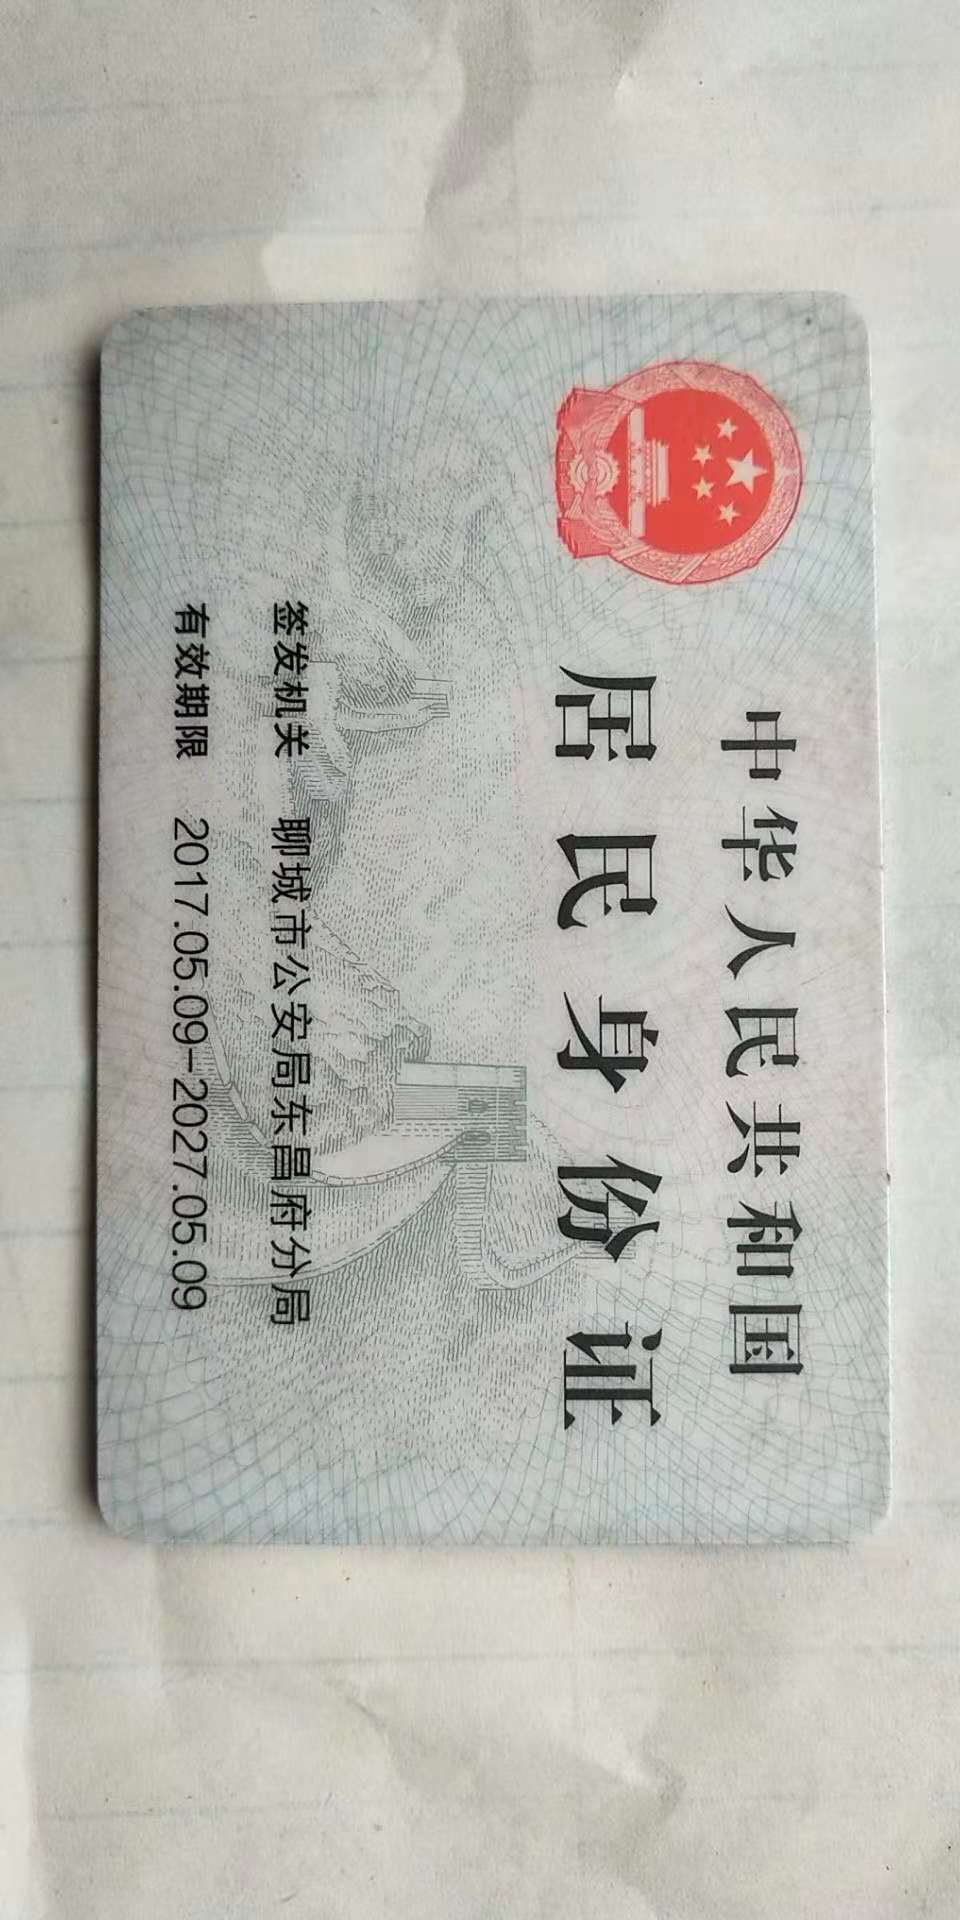 中华人民共和国
居民身份证
签发机关 聊城市公安局东昌府分局
有效期限 2017.05.09-2027.05.09